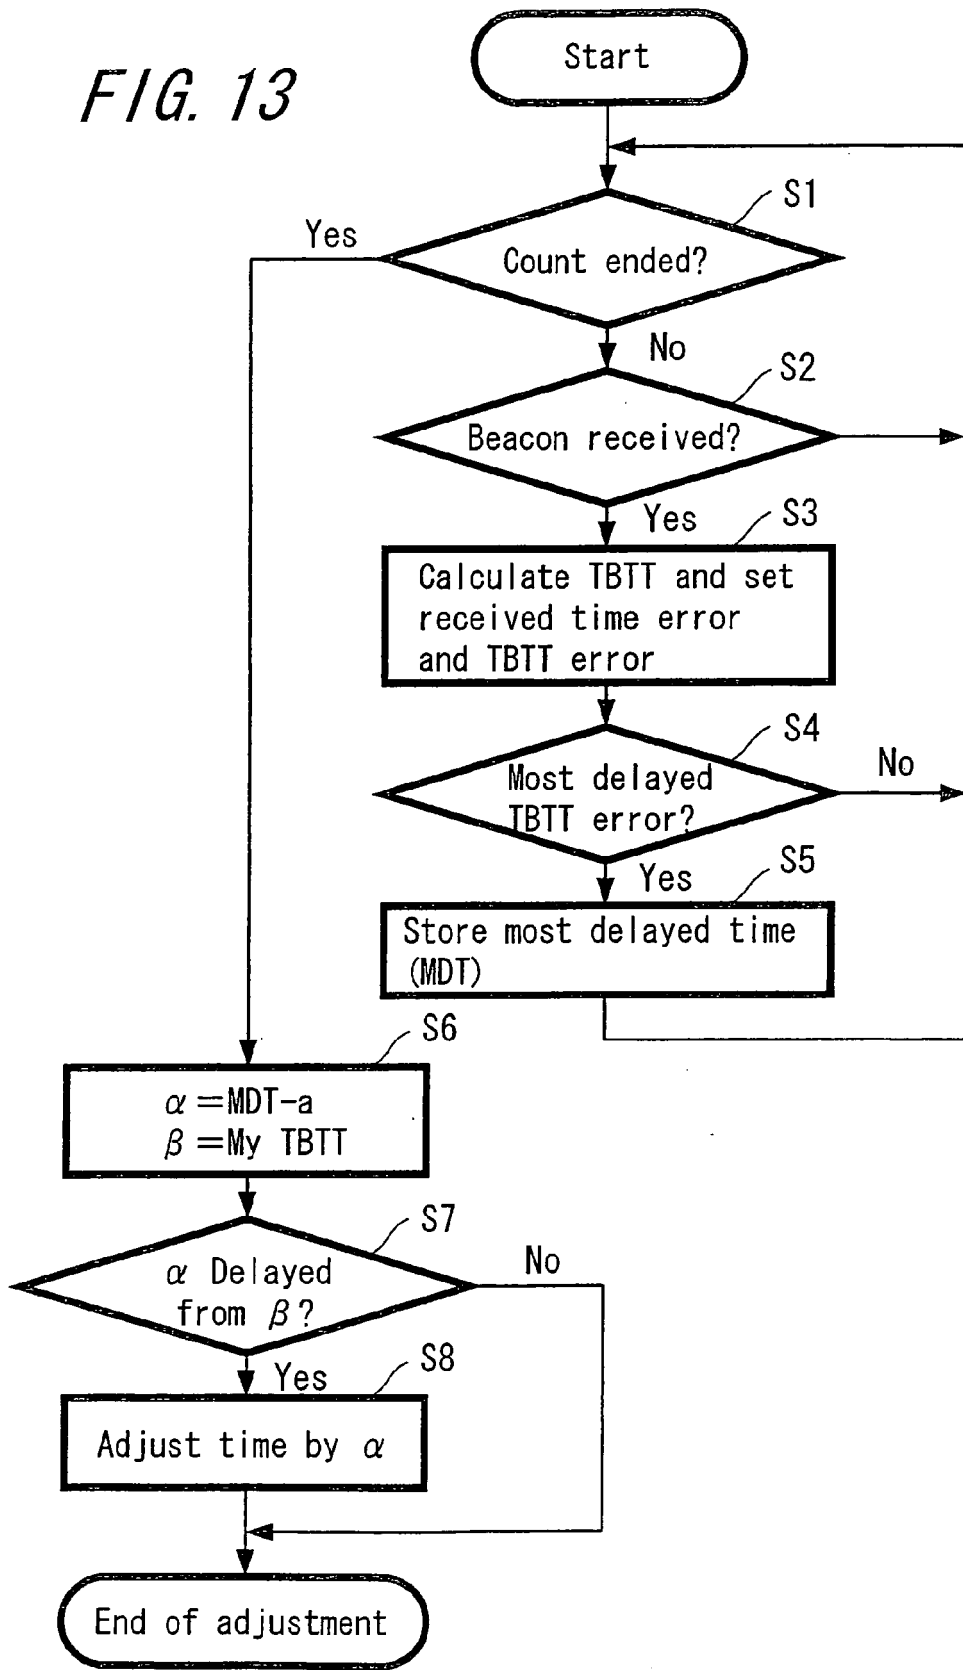 FIG. 13
Start
S1
Yes
Count ended?
No
S2
Beacon received?
Yes
S3
Calculate TBTT and set
received time error
and TBTT error
S4
No
Most delayed
TBTT error?
Yes
S5
Store most delayed time
(MDT)
S6
α=MDT-a
β=My TBTT
S7
No
α Delayed
from β?
Yes
S8
Adjust time by α
End of adjustment